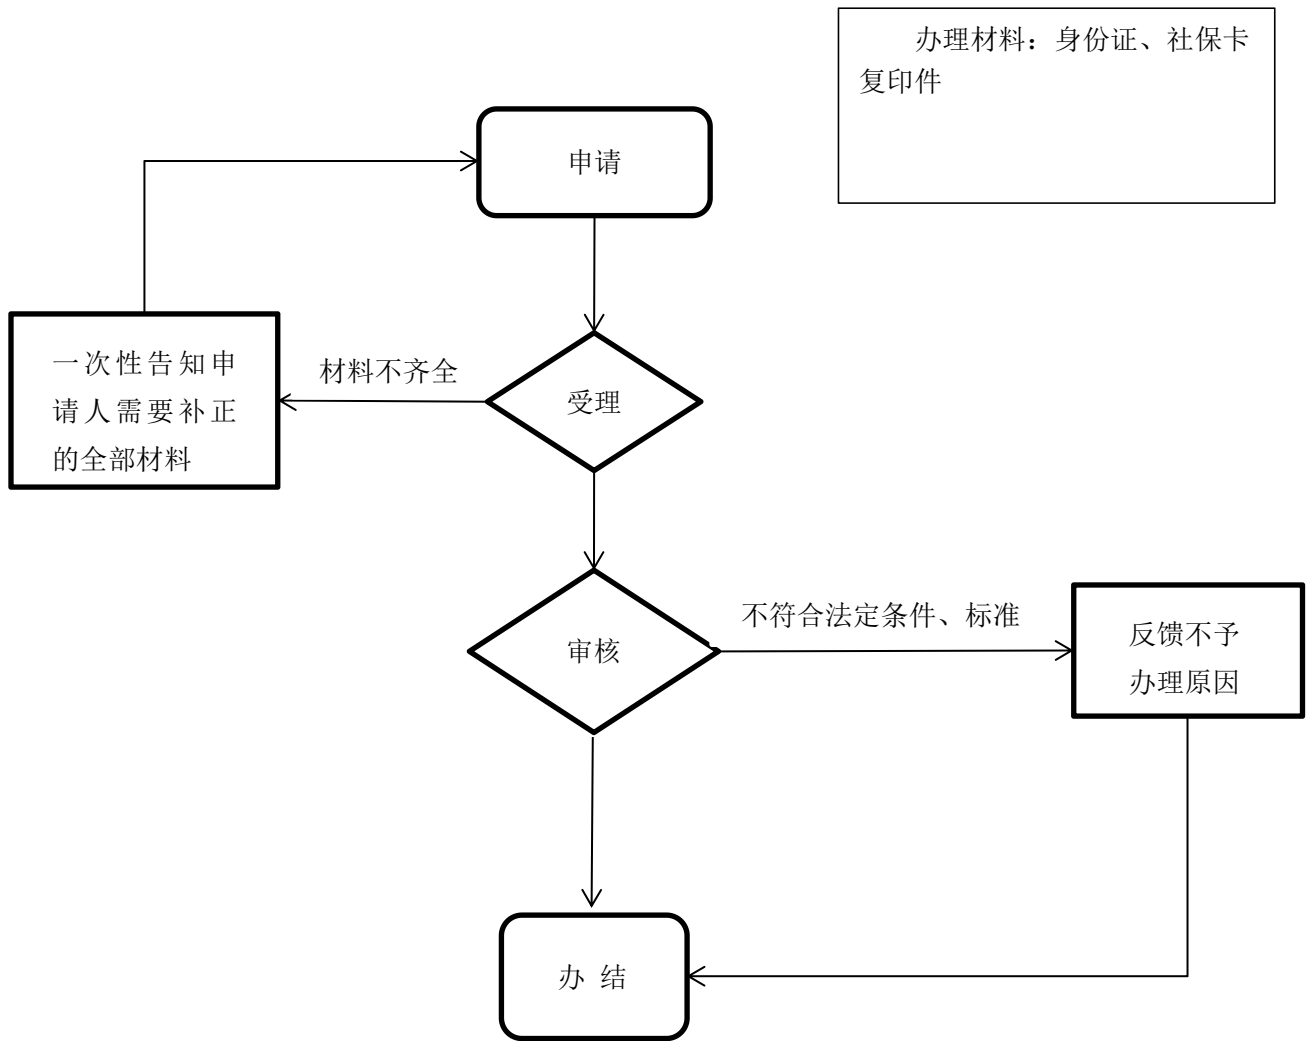 办理材料：身份证、社保卡
复印件
申请
一次性告知申
请人需要补正
的全部材料
材料不齐全
受理
审核
不符合法定条件、标准
反馈不予
办理原因
办 结